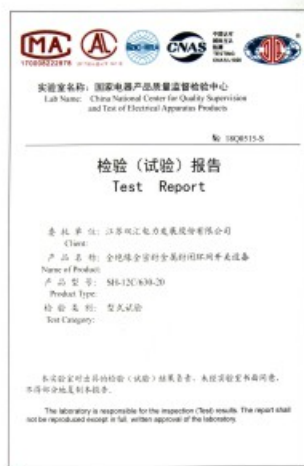 MA
170008222878
AL
ILAC-MRA
CNAS
TESTING
实验室名称: 国家电器产品质量监督检验中心
Lab Name: China National Center for Quality Supervision
and Test of Electrical Apparatus Products
№ 18Q0515-S
检验（试验）报告
Test Report
委 托 单 位: 江苏双汇电力发展股份有限公司
Client:
产 品 名 称: 全绝缘全密封金属封闭环网开关设备
Name of Product:
产 品 型 号: SH-12C/630-20
Product Type:
检 验 类 别: 型式试验
Test Category:
本实验室对出具的检验（试验）结果负责，未经实验室书面同意，
不得部分地复制本报告。
The laboratory is responsible for the inspection (Test) results. The report shall
not be reproduced except in full, written approval of the laboratory.